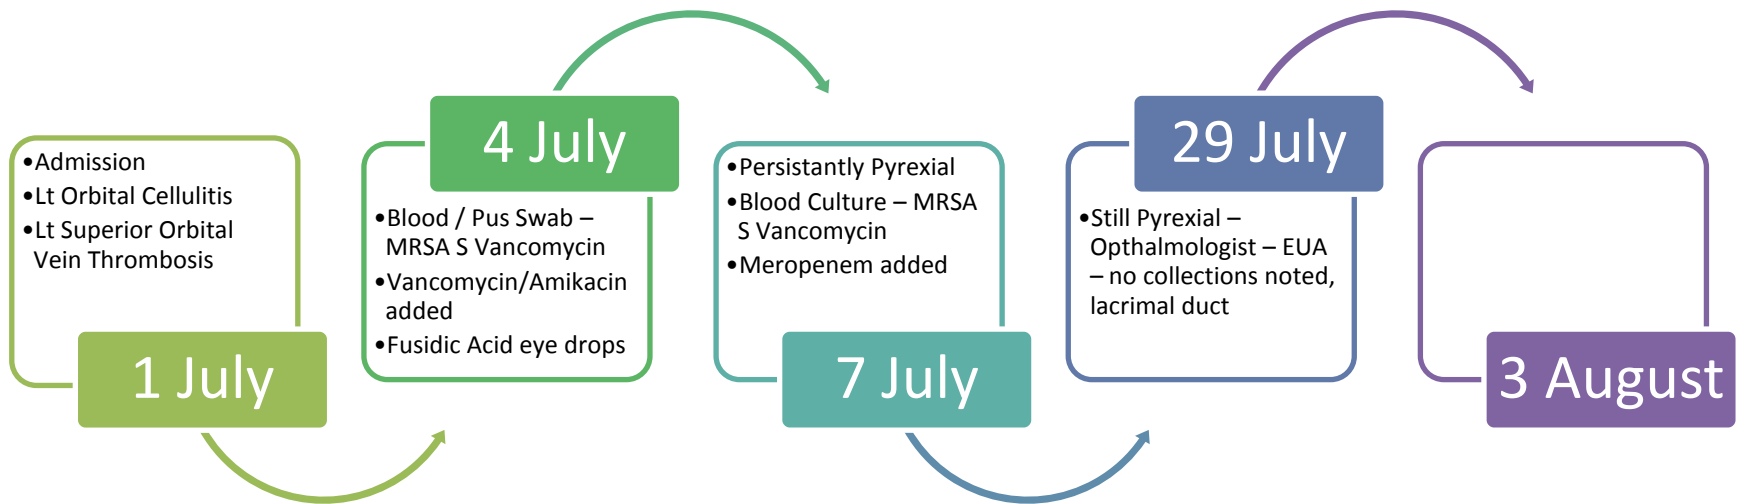 •Admission
•Lt Orbital Cellulitis
•Lt Superior Orbital
Vein Thrombosis
1 July
4 July
•Blood / Pus Swab –
MRSA S Vancomycin
•Vancomycin/Amikacin
added
•Fusidic Acid eye drops
•Persistantly Pyrexial
•Blood Culture – MRSA
S Vancomycin
•Meropenem added
7 July
29 July
•Still Pyrexial –
Opthalmologist – EUA
– no collections noted,
lacrimal duct
3 August